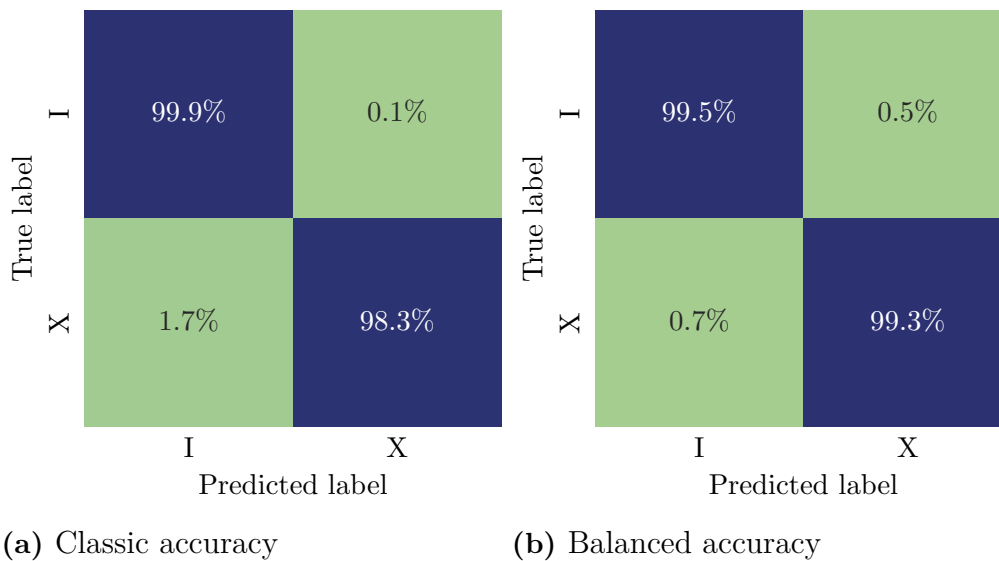 True label
I
99.9%
0.1%
X
1.7%
98.3%
I
X
Predicted label
(a) Classic accuracy
True label
I
99.5%
0.5%
X
0.7%
99.3%
I
X
Predicted label
(b) Balanced accuracy